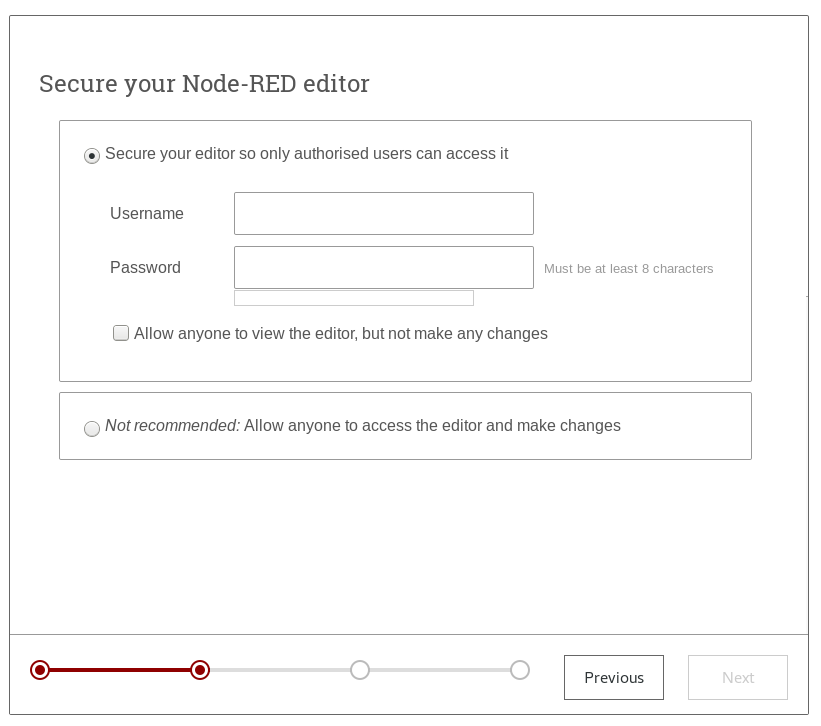 Secure your Node-RED editor
Secure your editor so only authorised users can access it
Username
Password
Must be at least 8 characters
Allow anyone to view the editor, but not make any changes
Not recommended: Allow anyone to access the editor and make changes
Previous
Next